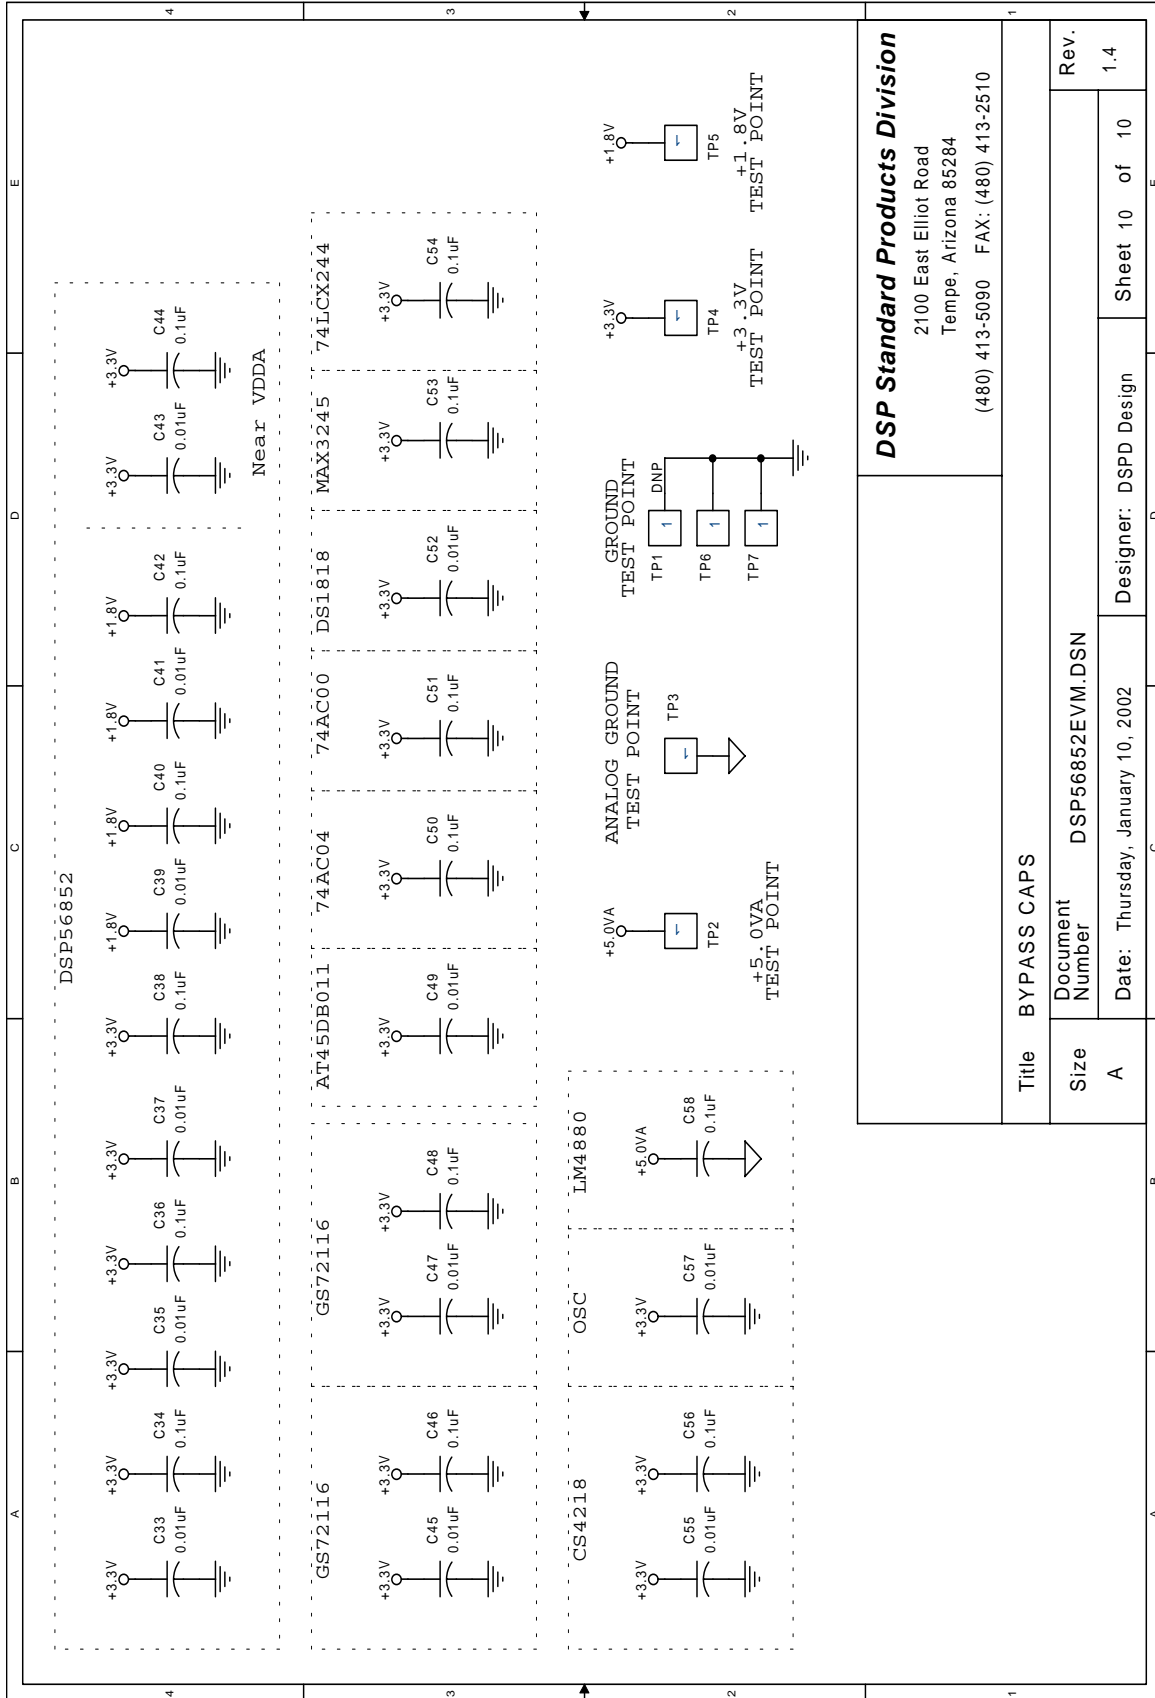 A
B
C
D
E
4
4
DSP56852
+3.3V
C33
0.01uF
+3.3V
C34
0.1uF
+3.3V
C35
0.01uF
+3.3V
C36
0.1uF
+3.3V
C37
0.01uF
+3.3V
C38
0.1uF
+1.8V
C39
0.01uF
+1.8V
C40
0.1uF
+1.8V
C41
0.01uF
+1.8V
C42
0.1uF
+3.3V
C43
0.01uF
+3.3V
C44
0.1uF
Near VDDA
3
3
GS72116
+3.3V
C45
0.01uF
+3.3V
C46
0.1uF
GS72116
+3.3V
C47
0.01uF
+3.3V
C48
0.1uF
AT45DB011
+3.3V
C49
0.01uF
74AC04
+3.3V
C50
0.1uF
74AC00
+3.3V
C51
0.1uF
DS1818
+3.3V
C52
0.01uF
MAX3245
+3.3V
C53
0.1uF
74LCX244
+3.3V
C54
0.1uF
2
2
CS4218
+3.3V
C55
0.01uF
+3.3V
C56
0.1uF
OSC
+3.3V
C57
0.01uF
LM4880
+5.0VA
C58
0.1uF
+5.0VA
1
TP2
+5.0VA
TEST POINT
ANALOG GROUND
TEST POINT
1
TP3
GROUND
TEST POINT
TP1
1
DNP
TP6
1
TP7
1
+3.3V
1
TP4
+3.3V
TEST POINT
+1.8V
1
TP5
+1.8V
TEST POINT
1
1
DSP Standard Products Division
2100 East Elliot Road
Tempe, Arizona 85284
(480) 413-5090 FAX: (480) 413-2510
Title BYPASS CAPS
Size
A
Document
Number
DSP56852EVM.DSN
Rev.
1.4
Date: Thursday, January 10, 2002
Designer: DSPD Design
Sheet 10 of 10
A
B
C
D
E